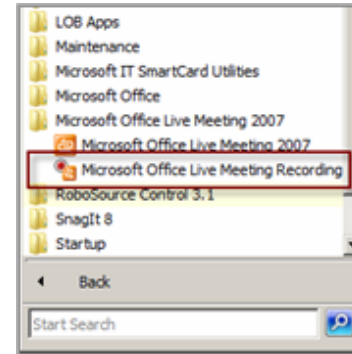 LOB Apps
Maintenance
Microsoft IT SmartCard Utilities
Microsoft Office
Microsoft Office Live Meeting 2007
Microsoft Office Live Meeting 2007
Microsoft Office Live Meeting Recording
RoboSource Control 3.1
SnagIt 8
Startup
Back
Start Search